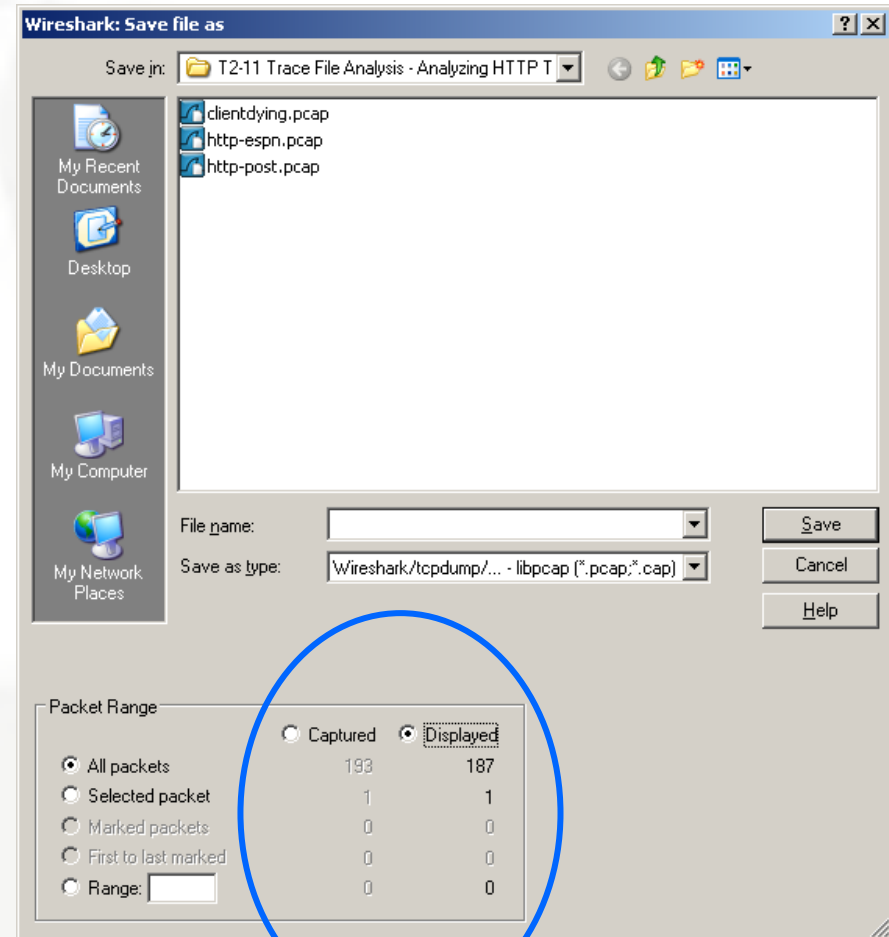 Wireshark: Save file as
Save in: T2-11 Trace File Analysis - Analyzing HTTP T
clientdying.pcap
http-espn.pcap
http-post.pcap
My Recent
Documents
Desktop
My Documents
My Computer
My Network
Places
File name:
Save
Save as type: Wireshark/tcpdump/... - libpcap (*.pcap;*.cap)
Cancel
Help
Packet Range
Captured Displayed
All packets 193 187
Selected packet 1 1
Marked packets 0 0
First to last marked 0 0
Range: 0 0